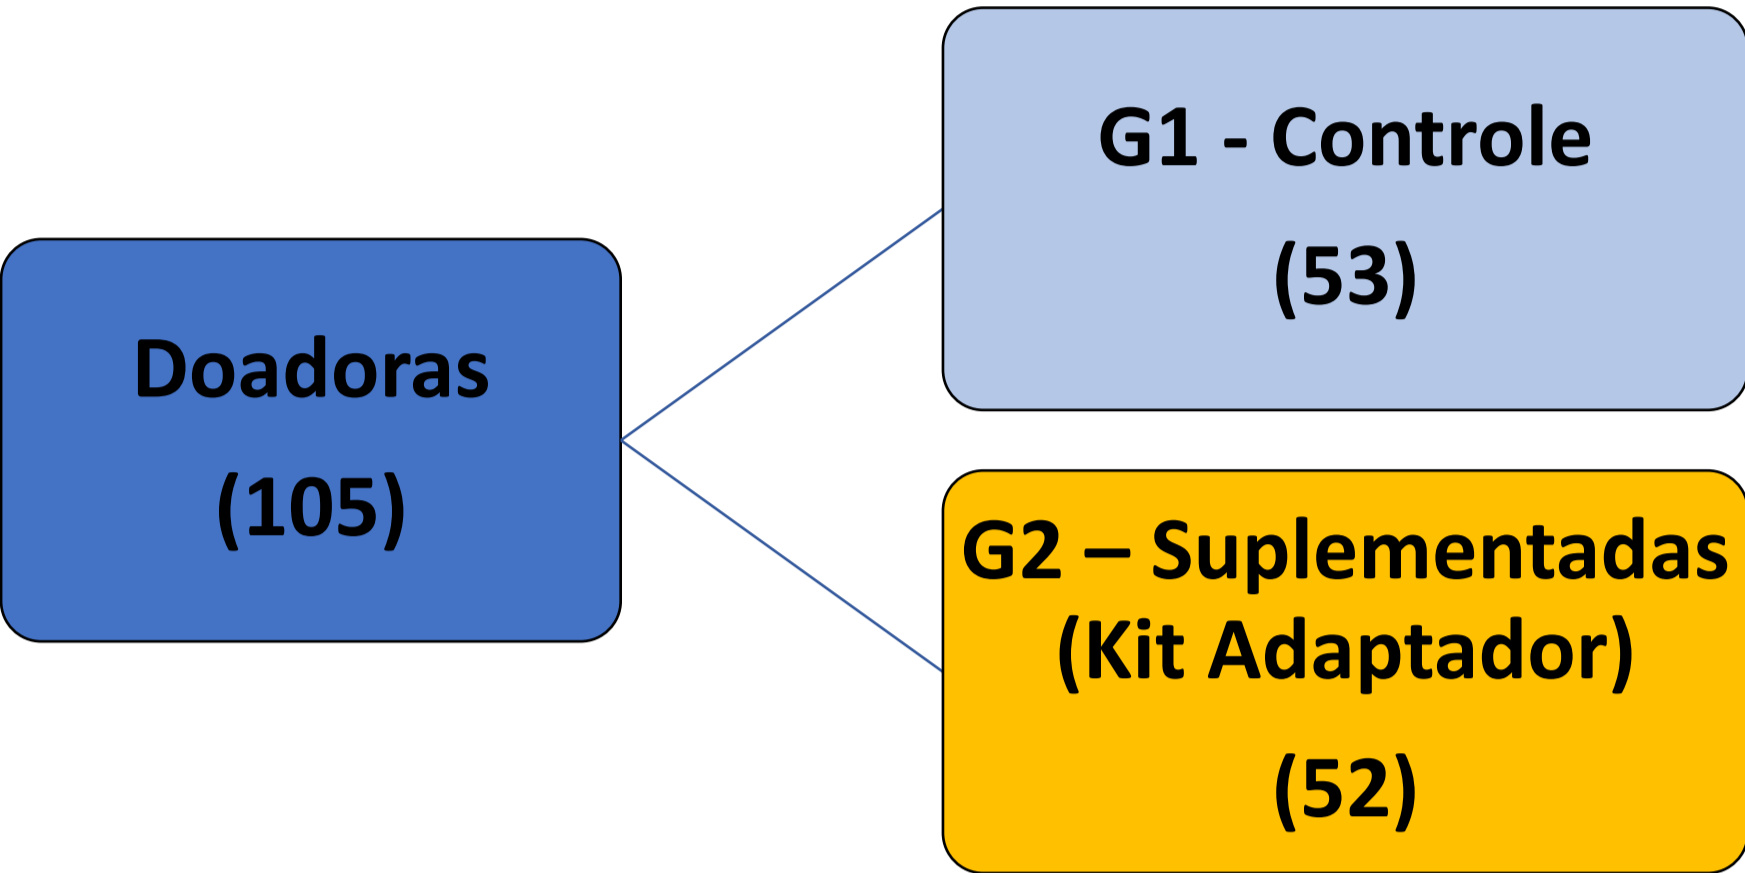 Doadoras
(105)
G1 - Controle
(53)
G2 – Suplementadas
(Kit Adaptador)
(52)